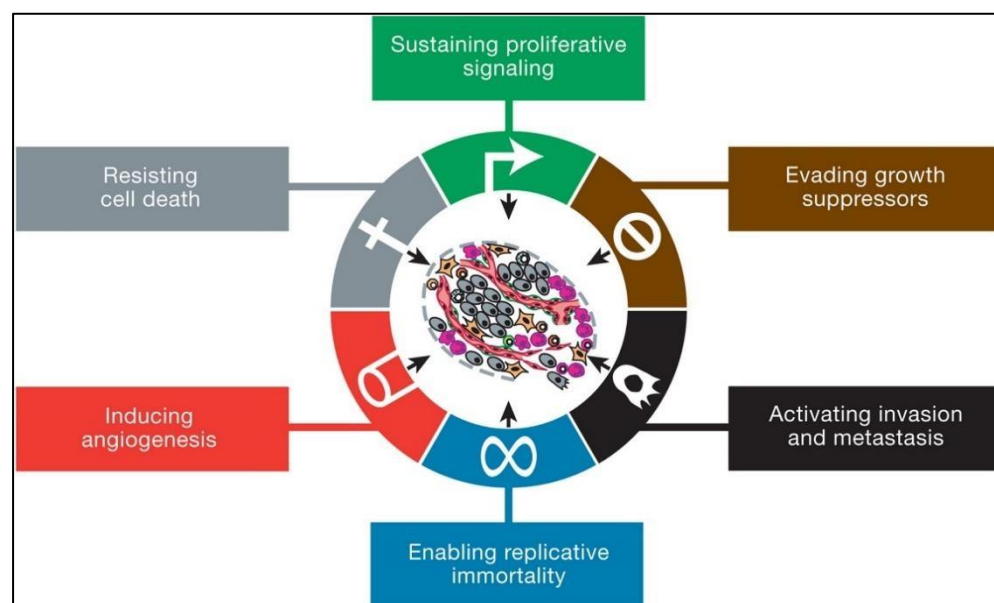 Sustaining proliferative
signaling
Resisting
cell death
Evading growth
suppressors
Inducing
angiogenesis
Activating invasion
and metastasis
Enabling replicative
immortality